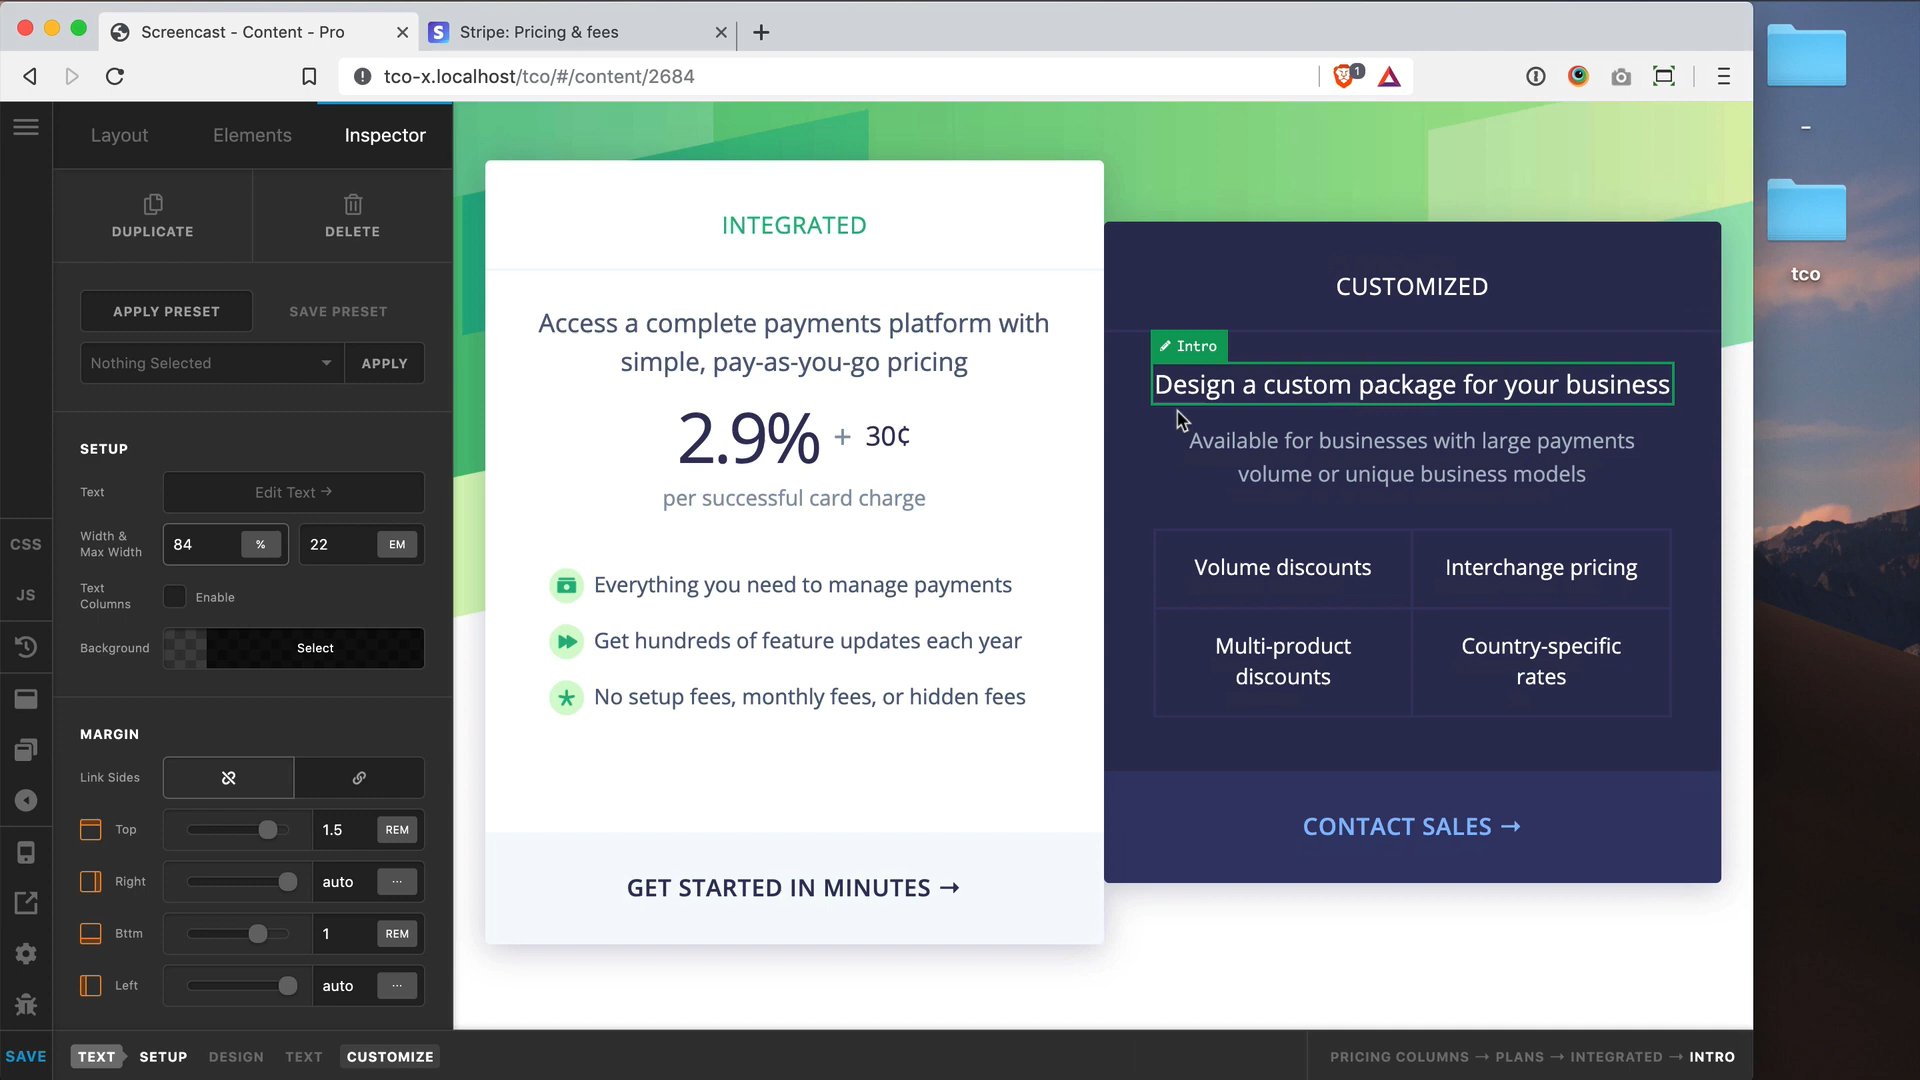 Screencast - Content - Pro
Stripe: Pricing & fees
tco-x.localhost/tco/#/content/2684
1
Layout
Elements
Inspector
DUPLICATE
DELETE
APPLY PRESET
SAVE PRESET
Nothing Selected
APPLY
SETUP
Text
Edit Text →
Width &
Max Width
84
%
22
EM
Text
Columns
Enable
Background
Select
MARGIN
Link Sides
Top
1.5
REM
Right
auto
...
Bttm
1
REM
Left
auto
...
CSS
JS
SAVE
TEXT
SETUP
DESIGN
TEXT
CUSTOMIZE
INTEGRATED
Access a complete payments platform with
simple, pay-as-you-go pricing
2.9% + 30¢
per successful card charge
Everything you need to manage payments
Get hundreds of feature updates each year
No setup fees, monthly fees, or hidden fees
GET STARTED IN MINUTES →
CUSTOMIZED
Intro
Design a custom package for your business
Available for businesses with large payments
volume or unique business models
Volume discounts
Interchange pricing
Multi-product
discounts
Country-specific
rates
CONTACT SALES →
PRICING COLUMNS → PLANS → INTEGRATED → INTRO
–
tco